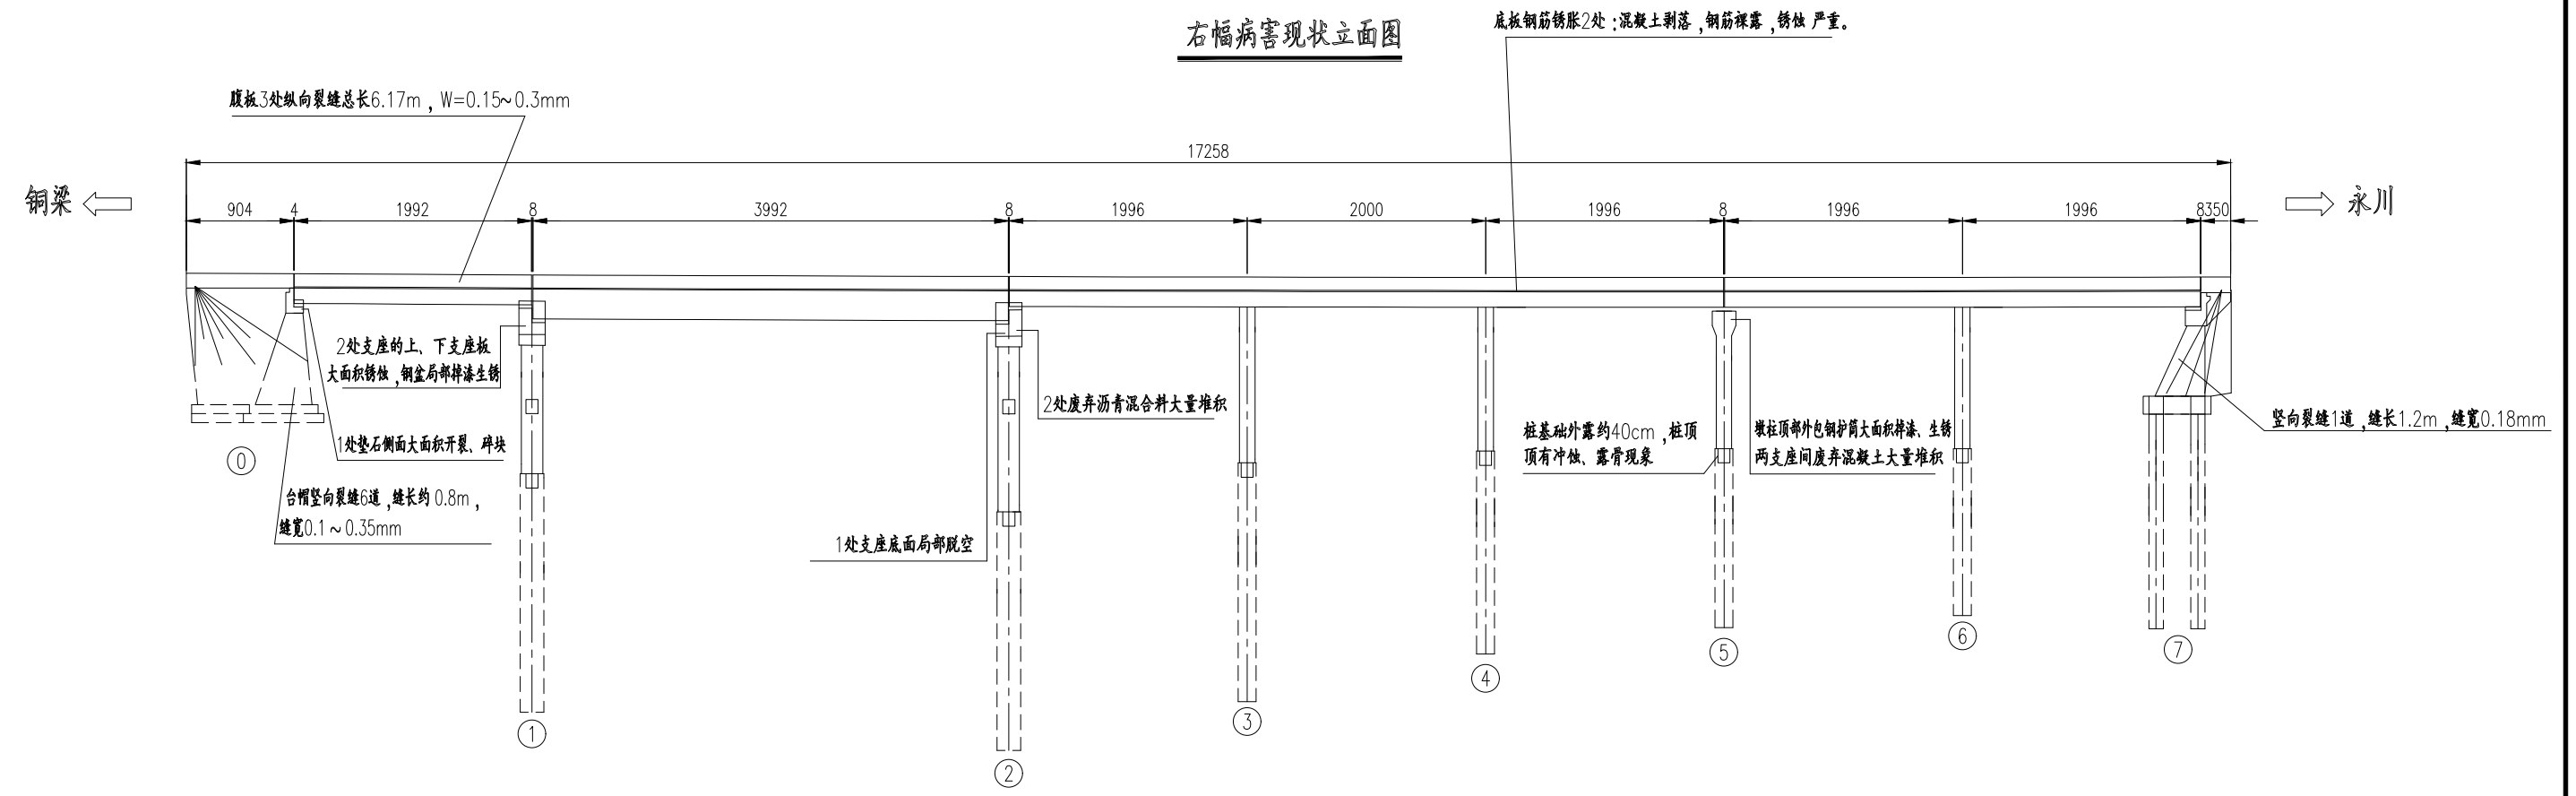 右幅病害现状立面图
底板钢筋锈胀2处:混凝土剥落,钢筋裸露,锈蚀 严重。
腹板3处纵向裂缝总长6.17m,W=0.15~0.3mm
17258
铜梁
永川
904 4 1992 8 3992 8 1996 2000 1996 8 1996 1996 8350
2处支座的上、下支座板
大面积锈蚀,钢盆局部掉漆生锈
2处废弃沥青混合料大量堆积
1处垫石侧面大面积开裂、碎块
台帽竖向裂缝6道,缝长约 0.8m,
缝宽0.1~0.35mm
1处支座底面局部脱空
桩基础外露约40cm,桩顶
顶有冲蚀、露骨现象
墩柱顶部外包钢护筒大面积掉漆、生锈
两支座间废弃混凝土大量堆积
竖向裂缝1道,缝长1.2m,缝宽0.18mm
0
1
2
3
4
5
6
7